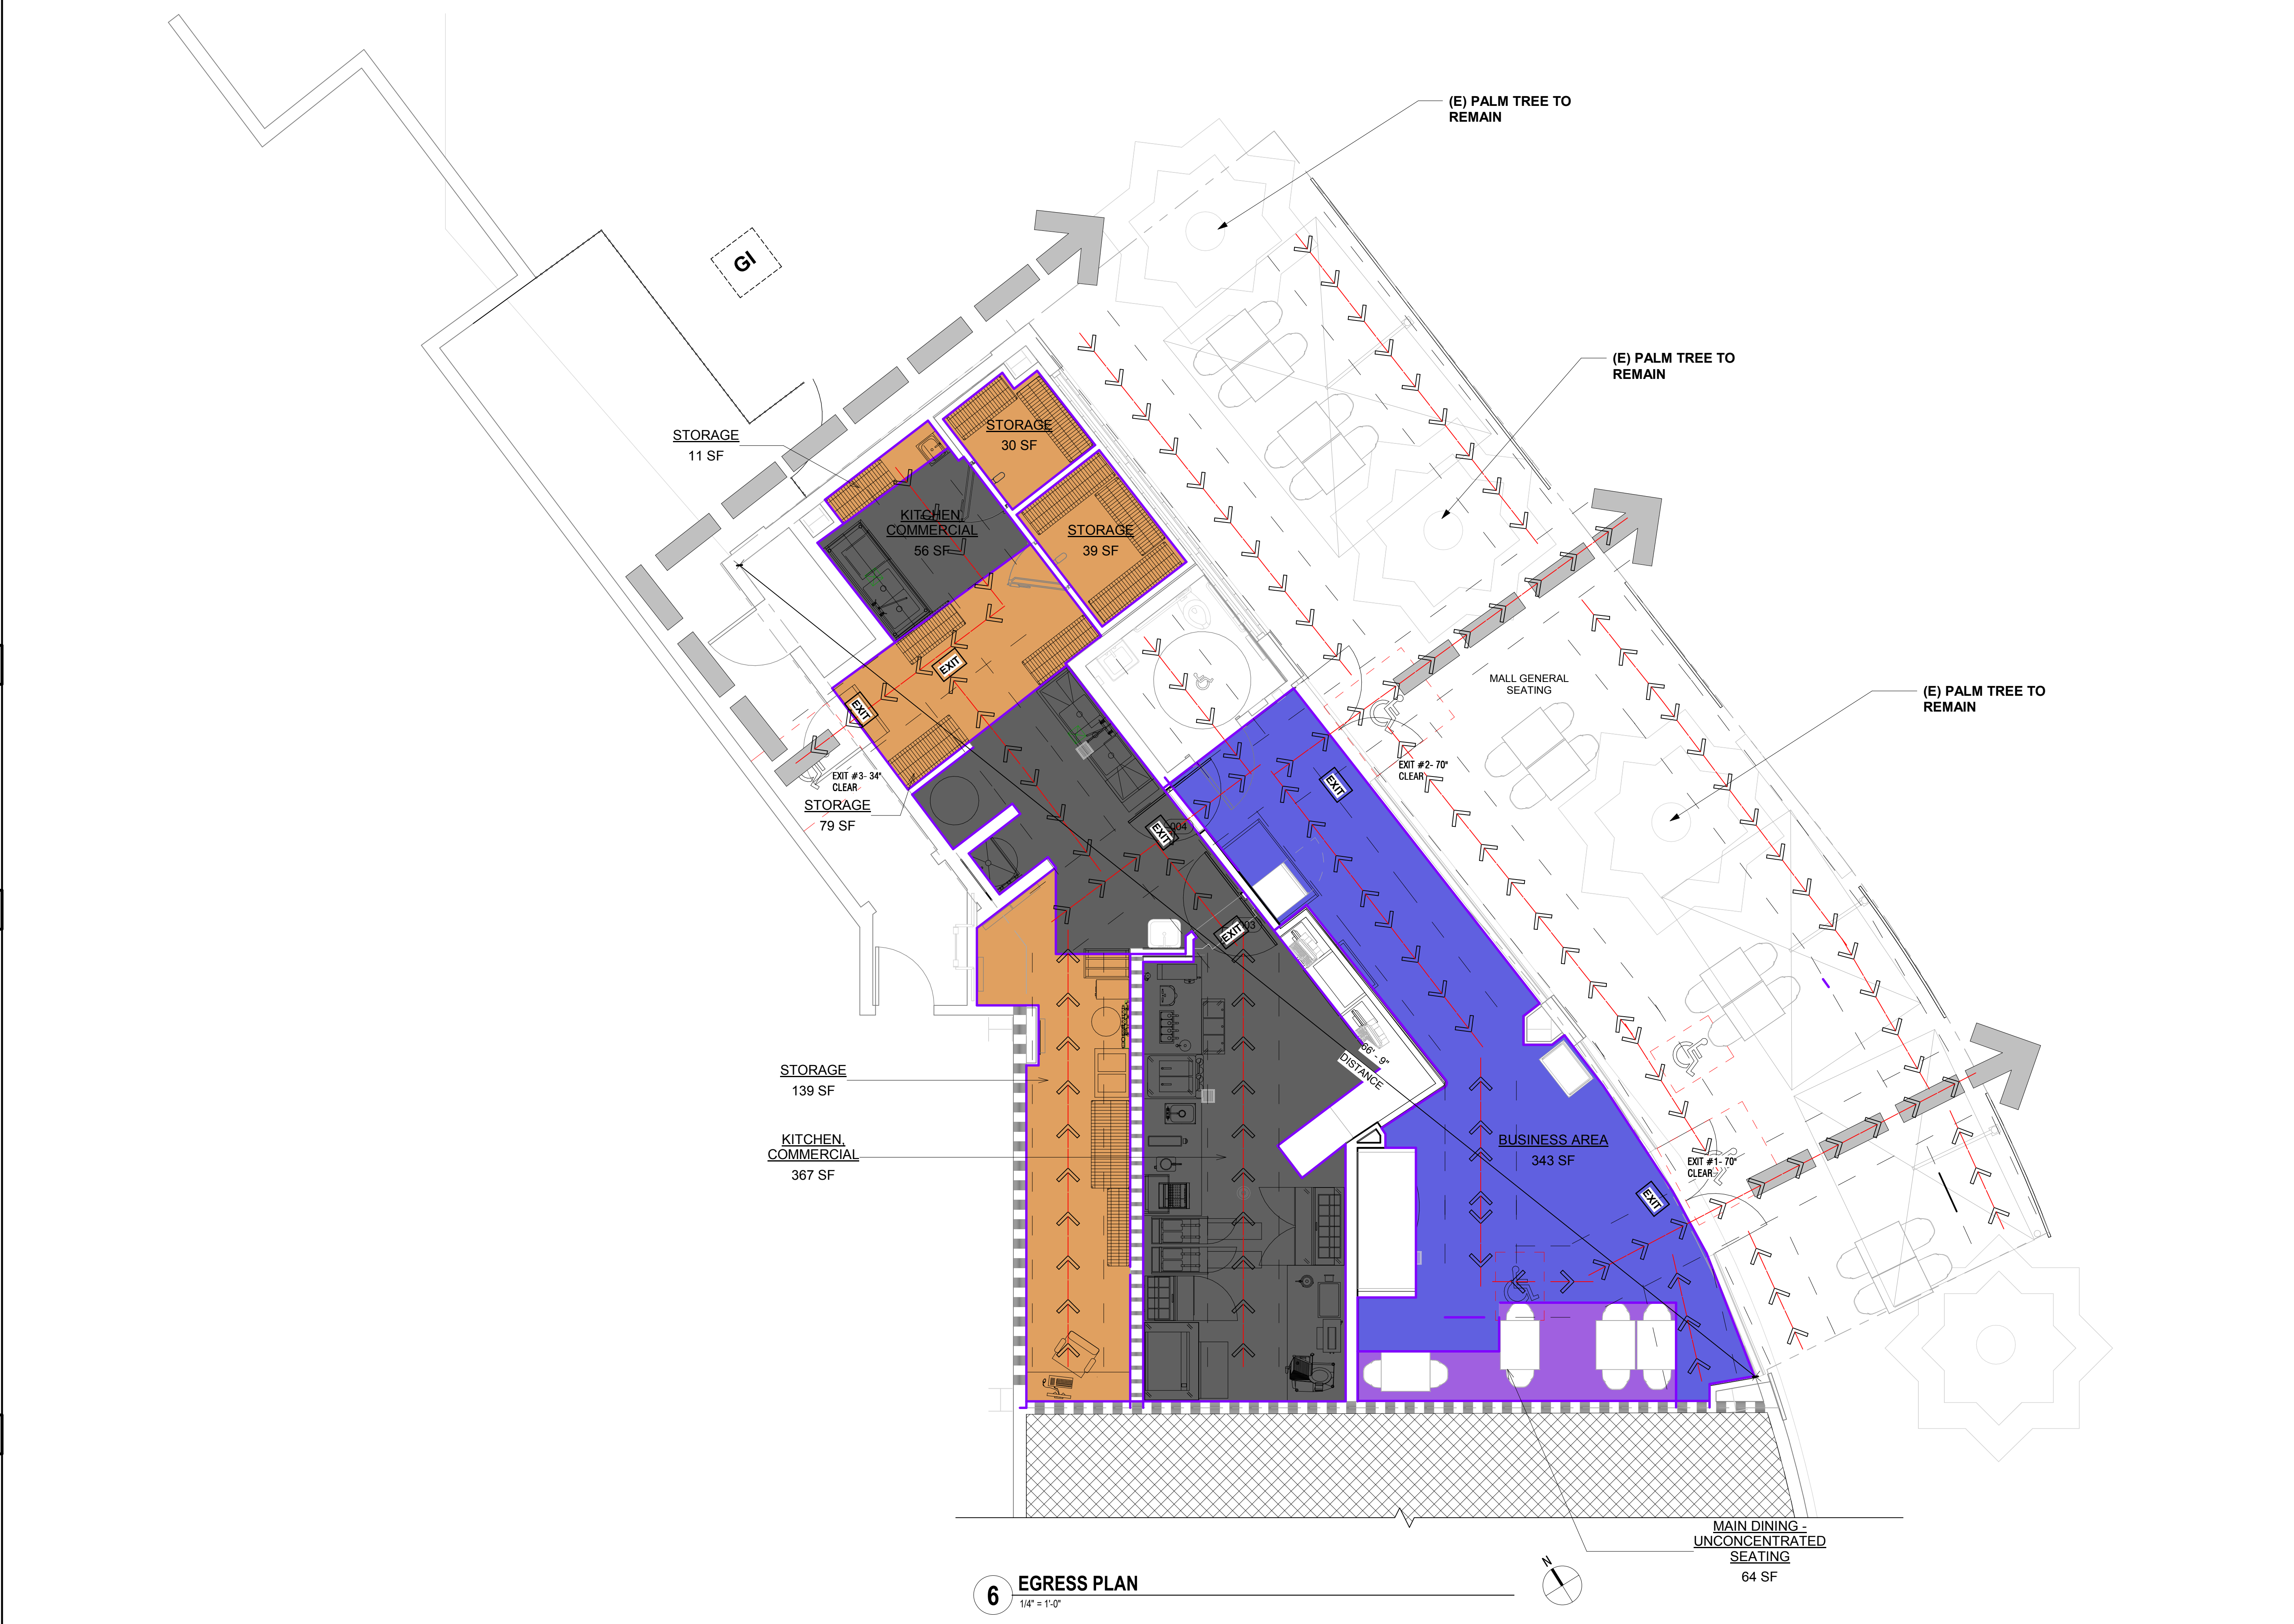 (E) PALM TREE TO
REMAIN
GI
(E) PALM TREE TO
REMAIN
STORAGE
11 SF
STORAGE
30 SF
KITCHEN,
COMMERCIAL
56 SF
STORAGE
39 SF
EXIT
EXIT
MALL GENERAL
SEATING
(E) PALM TREE TO
REMAIN
EXIT #3- 34"
CLEAR
STORAGE
79 SF
EXIT #2- 70"
CLEAR
EXIT
EXIT
004
EXIT
03
66' - 9"
DISTANCE
STORAGE
139 SF
KITCHEN,
COMMERCIAL
367 SF
BUSINESS AREA
343 SF
EXIT #1- 70"
CLEAR
EXIT
MAIN DINING -
UNCONCENTRATED
SEATING
64 SF
N
6
EGRESS PLAN
1/4" = 1'-0"